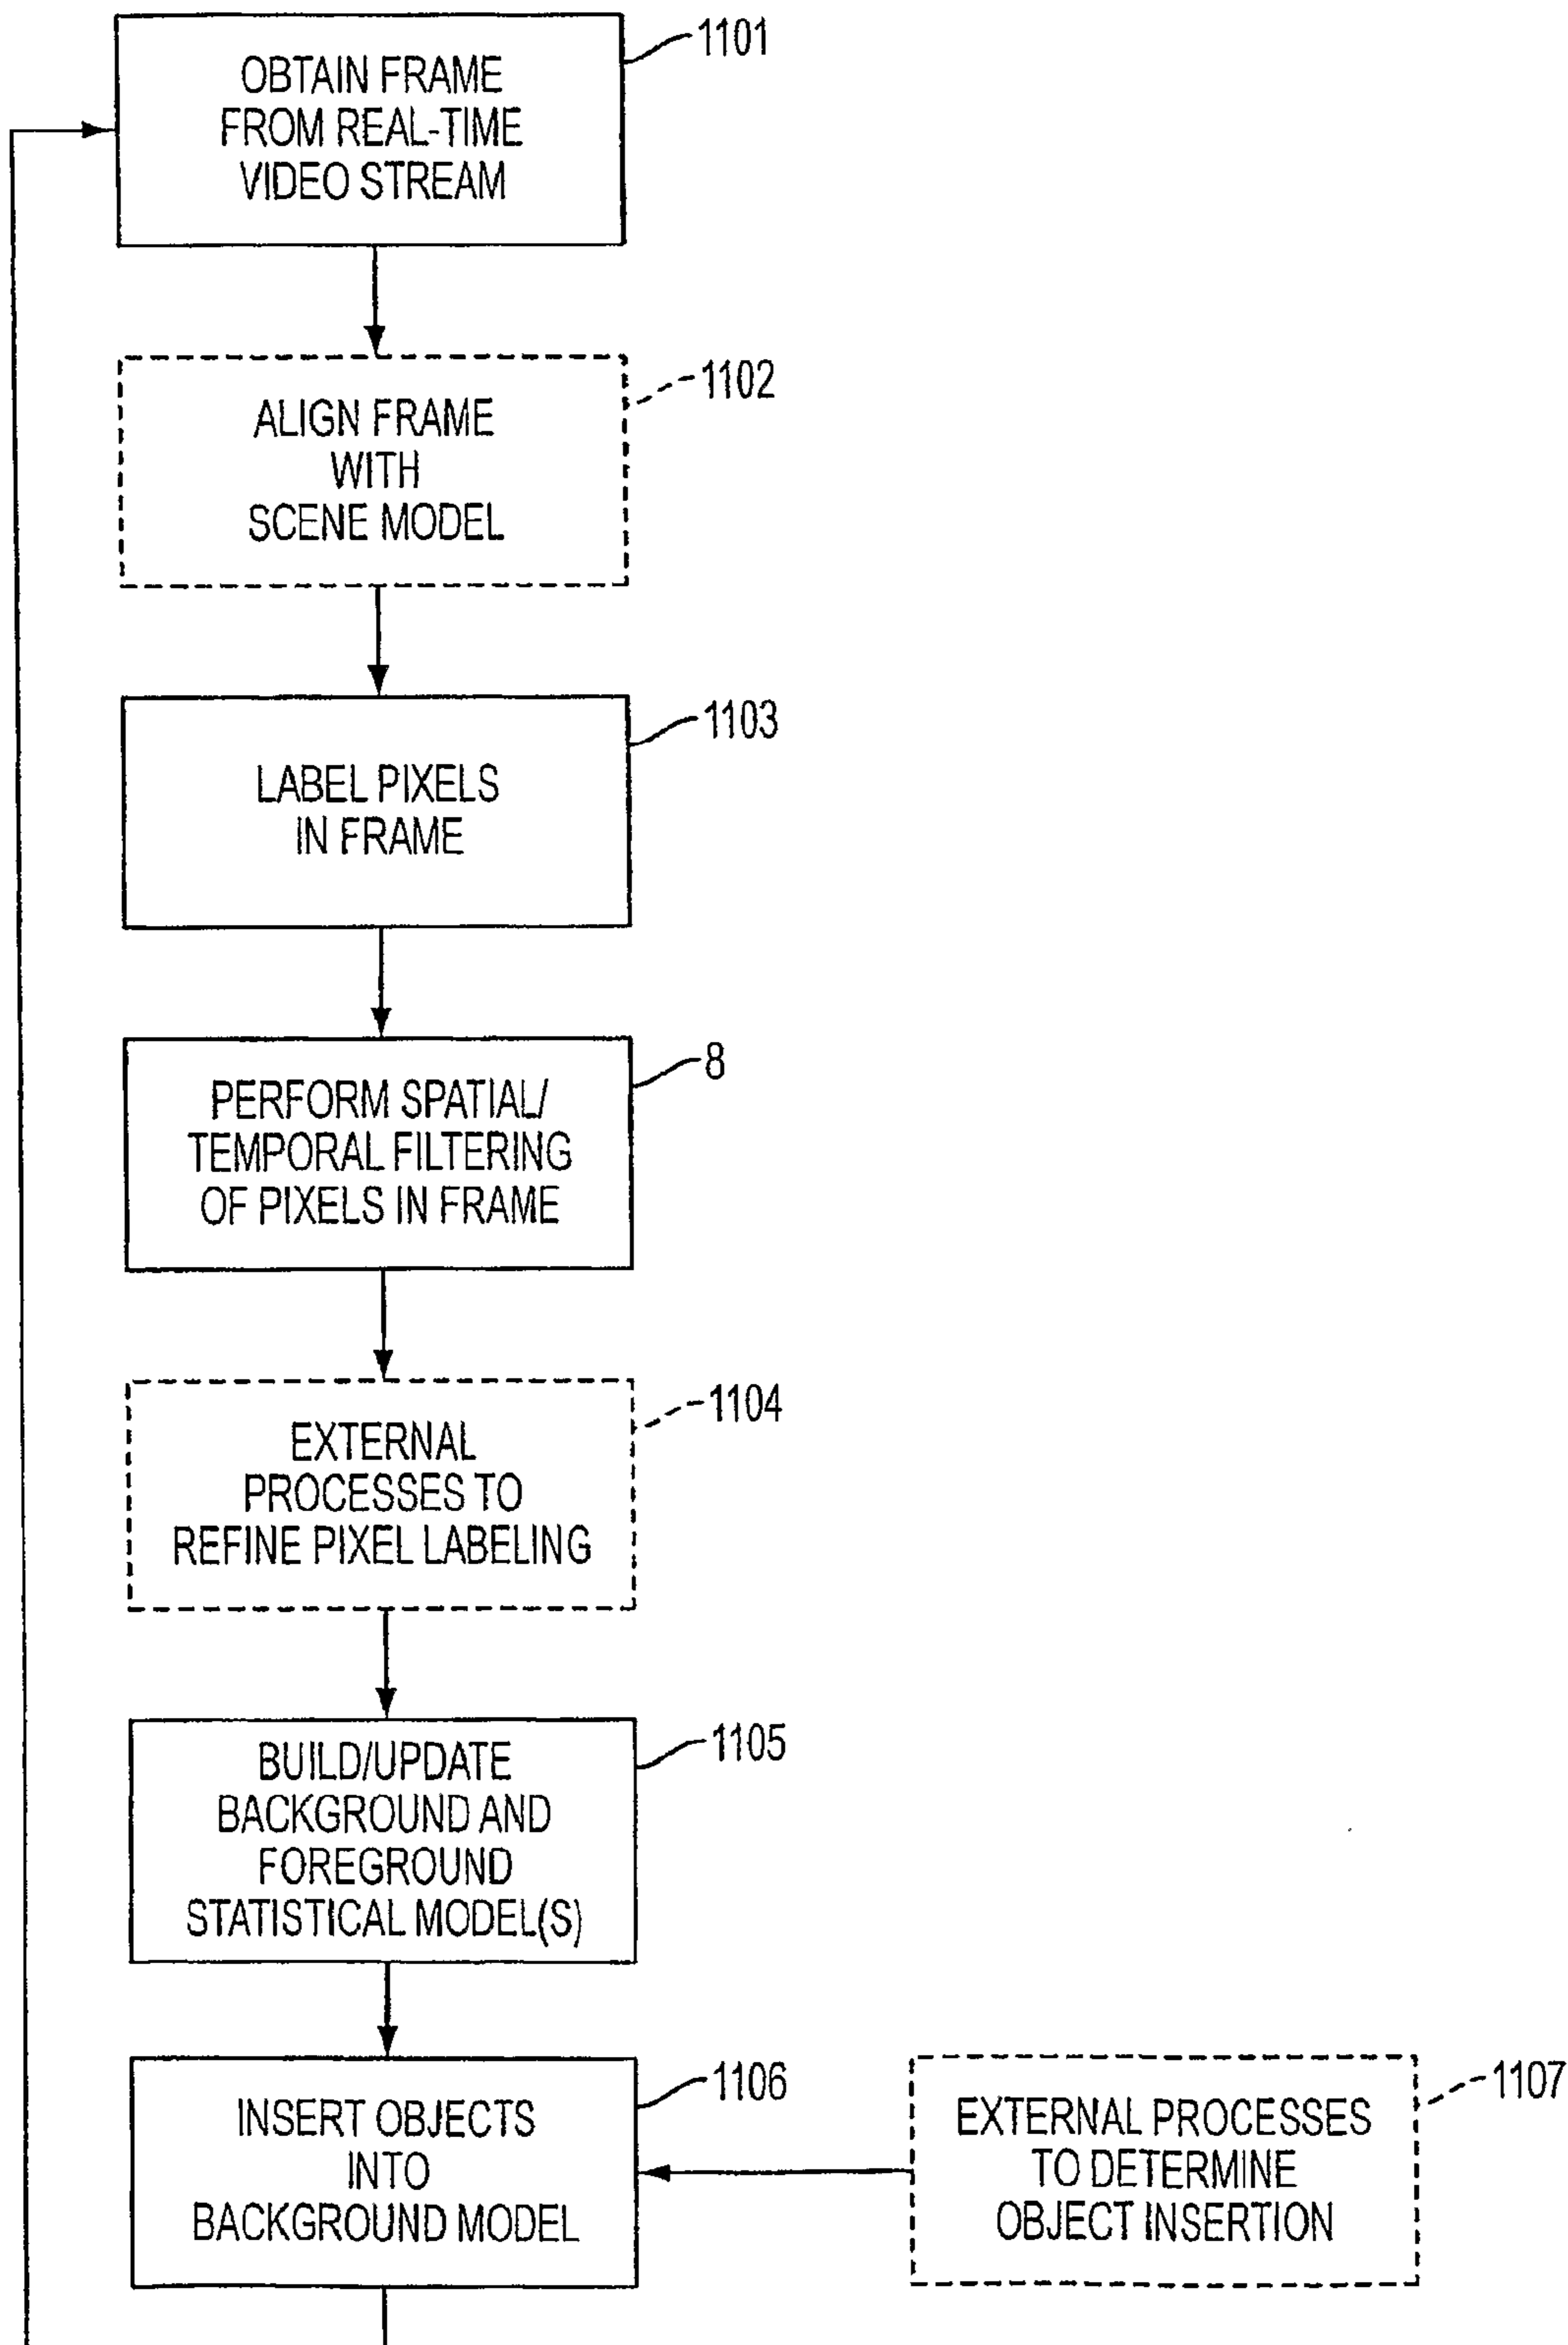 1101
OBTAIN FRAME
FROM REAL-TIME
VIDEO STREAM
1102
ALIGN FRAME
WITH
SCENE MODEL
1103
LABEL PIXELS
IN FRAME
8
PERFORM SPATIAL/
TEMPORAL FILTERING
OF PIXELS IN FRAME
1104
EXTERNAL
PROCESSES TO
REFINE PIXEL LABELING
1105
BUILD/UPDATE
BACKGROUND AND
FOREGROUND
STATISTICAL MODEL(S)
1106
INSERT OBJECTS
INTO
BACKGROUND MODEL
1107
EXTERNAL PROCESSES
TO DETERMINE
OBJECT INSERTION